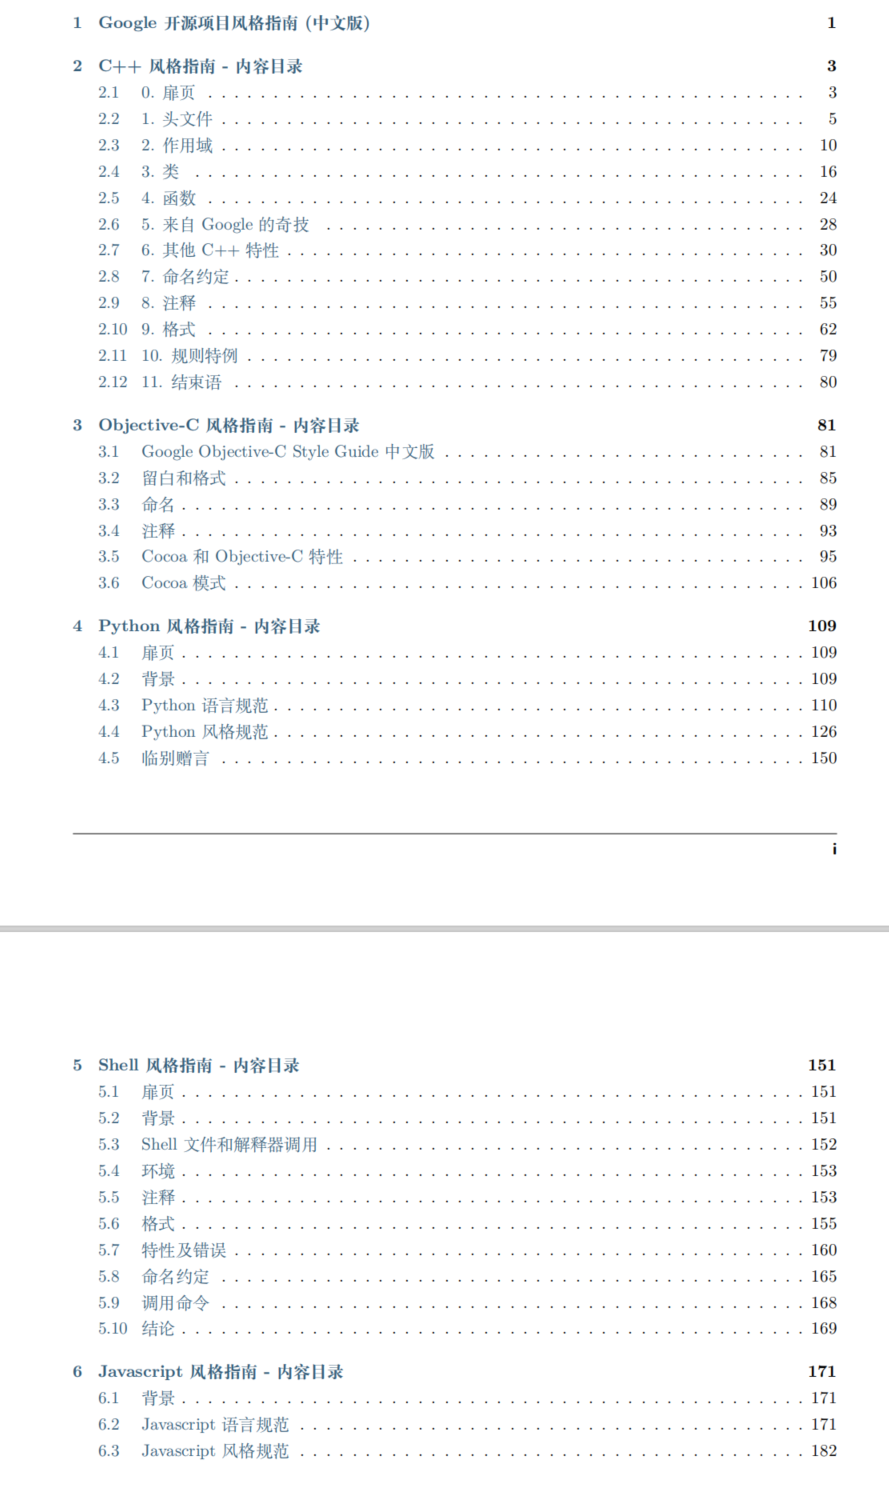 1 Google 开源项目风格指南 (中文版) 1
2 C++ 风格指南 - 内容目录 3
2.1 0. 扉页 . . . . . . . . . . 3
2.2 1. 头文件 . . . . . . . . . . 5
2.3 2. 作用域 . . . . . . . . . . 10
2.4 3. 类 . . . . . . . . . . 16
2.5 4. 函数 . . . . . . . . . . 24
2.6 5. 来自 Google 的奇技 . . . . . . . . . . 28
2.7 6. 其他 C++ 特性 . . . . . . . . . . 30
2.8 7. 命名约定 . . . . . . . . . . 50
2.9 8. 注释 . . . . . . . . . . 55
2.10 9. 格式 . . . . . . . . . . 62
2.11 10. 规则特例 . . . . . . . . . . 79
2.12 11. 结束语 . . . . . . . . . . 80
3 Objective-C 风格指南 - 内容目录 81
3.1 Google Objective-C Style Guide 中文版 . . . . . . . . . . 81
3.2 留白和格式 . . . . . . . . . . 85
3.3 命名 . . . . . . . . . . 89
3.4 注释 . . . . . . . . . . 93
3.5 Cocoa 和 Objective-C 特性 . . . . . . . . . . 95
3.6 Cocoa 模式 . . . . . . . . . . 106
4 Python 风格指南 - 内容目录 109
4.1 扉页 . . . . . . . . . . 109
4.2 背景 . . . . . . . . . . 109
4.3 Python 语言规范 . . . . . . . . . . 110
4.4 Python 风格规范 . . . . . . . . . . 126
4.5 临别赠言 . . . . . . . . . . 150
i
5 Shell 风格指南 - 内容目录 151
5.1 扉页 . . . . . . . . . . 151
5.2 背景 . . . . . . . . . . 151
5.3 Shell 文件和解释器调用 . . . . . . . . . . 152
5.4 环境 . . . . . . . . . . 153
5.5 注释 . . . . . . . . . . 153
5.6 格式 . . . . . . . . . . 155
5.7 特性及错误 . . . . . . . . . . 160
5.8 命名约定 . . . . . . . . . . 165
5.9 调用命令 . . . . . . . . . . 168
5.10 结论 . . . . . . . . . . 169
6 Javascript 风格指南 - 内容目录 171
6.1 背景 . . . . . . . . . . 171
6.2 Javascript 语言规范 . . . . . . . . . . 171
6.3 Javascript 风格规范 . . . . . . . . . . 182